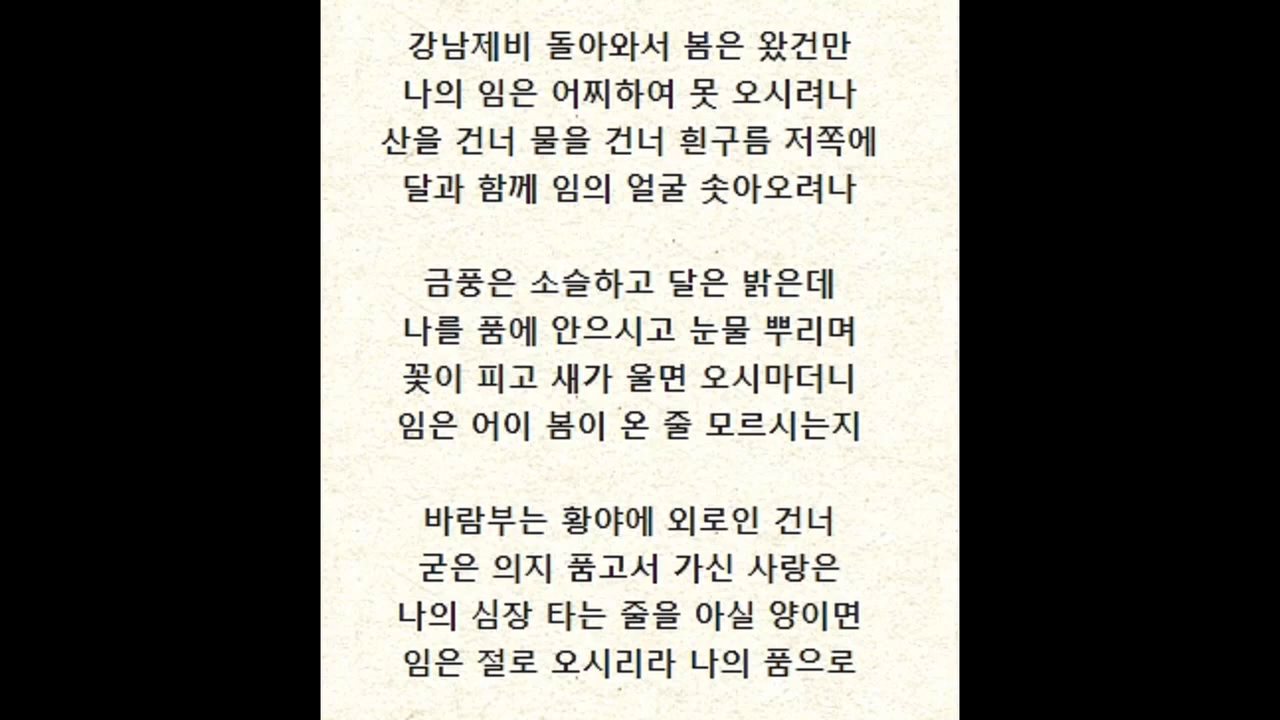 강남제비 돌아와서 봄은 왔건만
나의 임은 어찌하여 못 오시려나
산을 건너 물을 건너 흰구름 저쪽에
달과 함께 임의 얼굴 솟아오려나
금풍은 소슬하고 달은 밝은데
나를 품에 안으시고 눈물 뿌리며
꽃이 피고 새가 울면 오시마더니
임은 어이 봄이 온 줄 모르시는지
바람부는 황야에 외로인 건너
굳은 의지 품고서 가신 사랑은
나의 심장 타는 줄을 아실 양이면
임은 절로 오시리라 나의 품으로